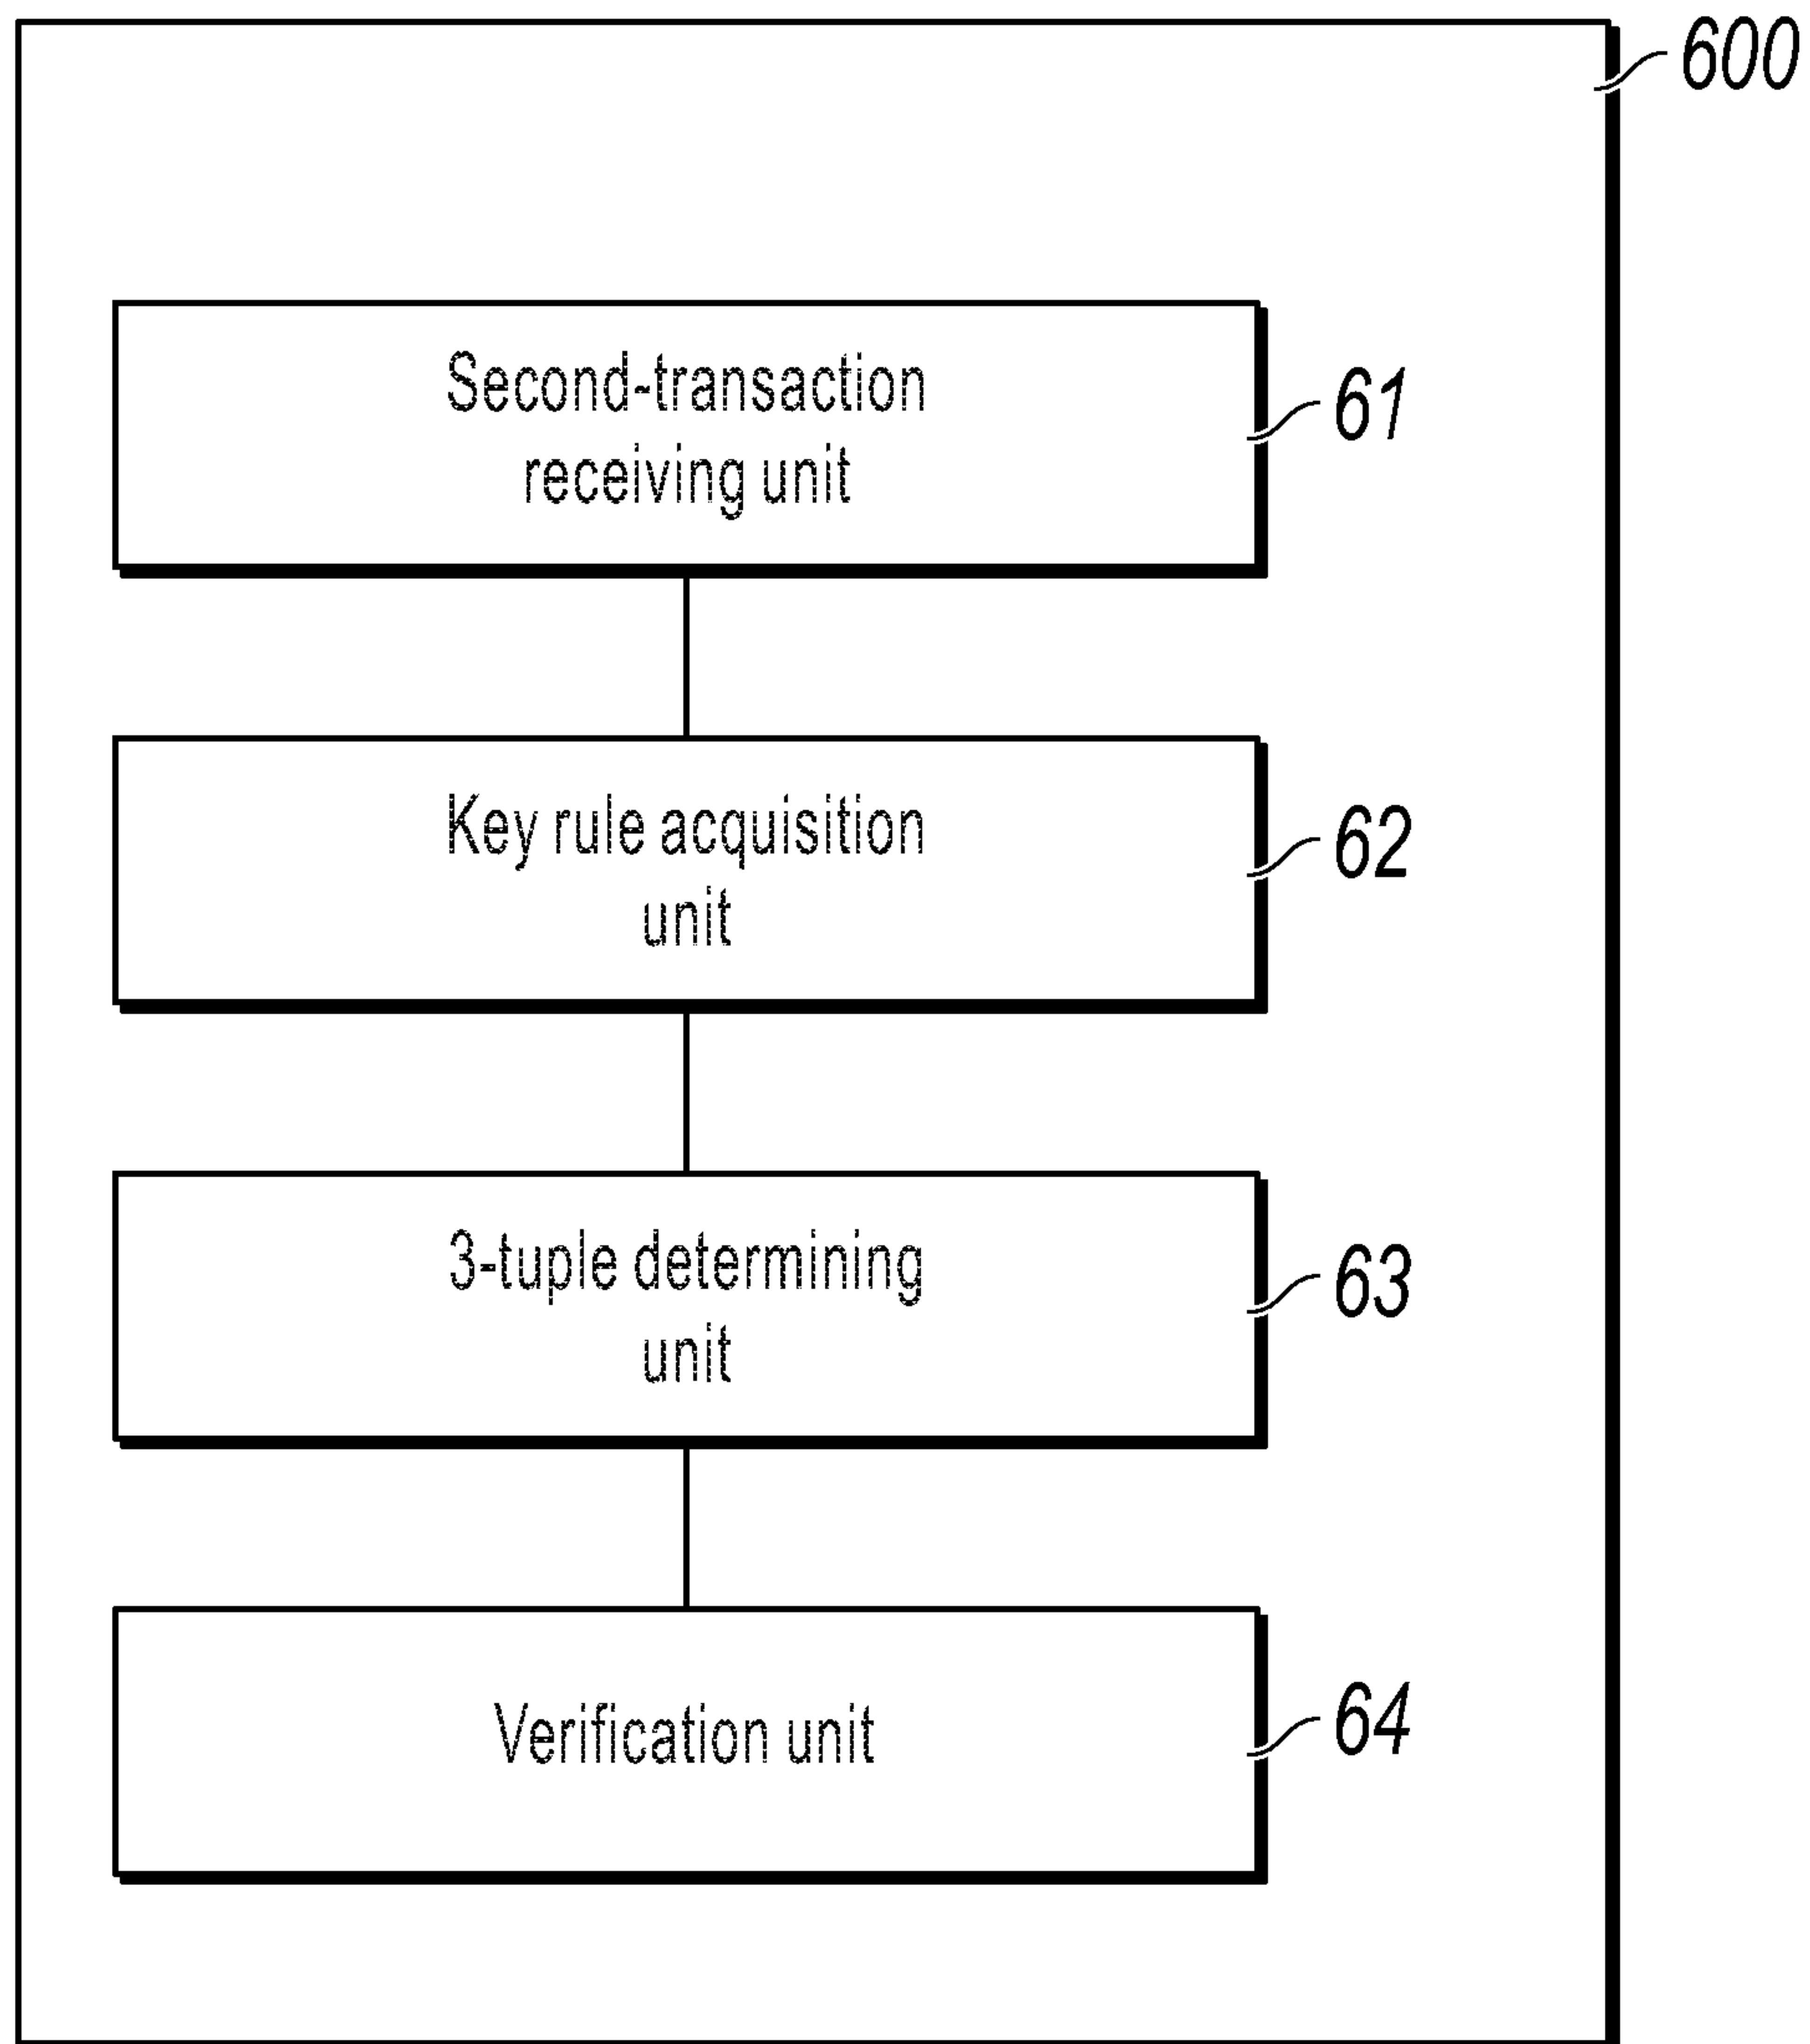 600
Second-transaction
receiving unit
61
Key rule acquisition
unit
62
3-tuple determining
unit
63
Verification unit
64